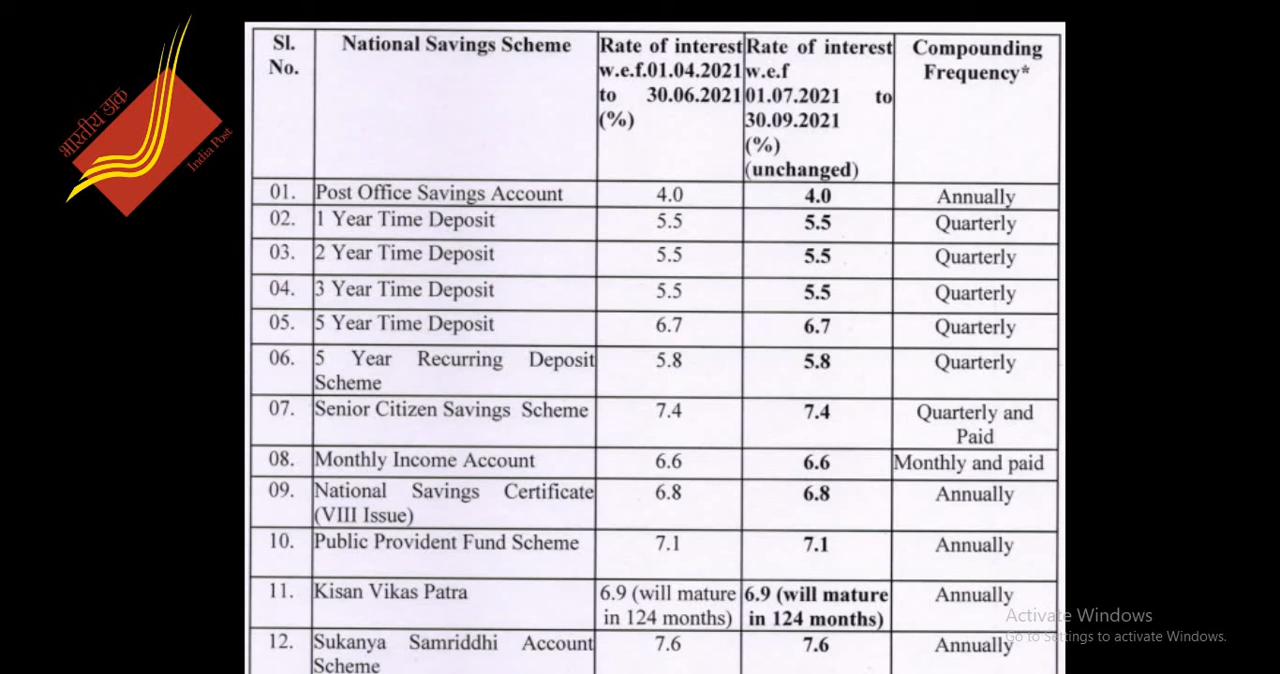 भारतीय डाक
India Post
Sl. No. National Savings Scheme Rate of interest w.e.f.01.04.2021 to 30.06.2021 (%) Rate of interest w.e.f 01.07.2021 to 30.09.2021 (%) (unchanged) Compounding Frequency*
01. Post Office Savings Account 4.0 4.0 Annually
02. 1 Year Time Deposit 5.5 5.5 Quarterly
03. 2 Year Time Deposit 5.5 5.5 Quarterly
04. 3 Year Time Deposit 5.5 5.5 Quarterly
05. 5 Year Time Deposit 6.7 6.7 Quarterly
06. 5 Year Recurring Deposit Scheme 5.8 5.8 Quarterly
07. Senior Citizen Savings Scheme 7.4 7.4 Quarterly and Paid
08. Monthly Income Account 6.6 6.6 Monthly and paid
09. National Savings Certificate (VIII Issue) 6.8 6.8 Annually
10. Public Provident Fund Scheme 7.1 7.1 Annually
11. Kisan Vikas Patra 6.9 (will mature in 124 months) 6.9 (will mature in 124 months) Annually
12. Sukanya Samriddhi Account Scheme 7.6 7.6 Annually
Activate Windows
Go to Settings to activate Windows.